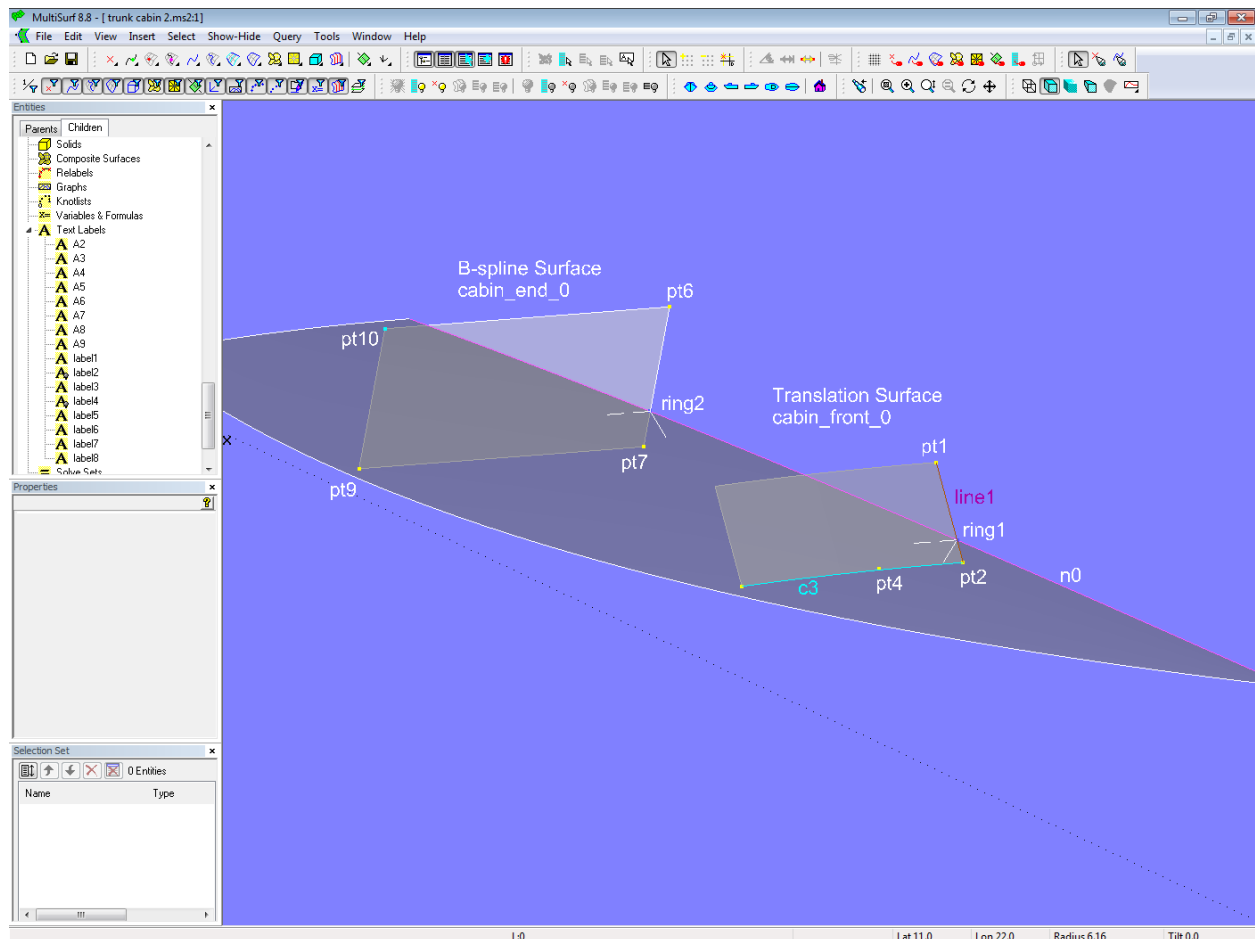 MultiSurf 8.8 - [ trunk cabin 2.ms2:1]
File Edit View Insert Select Show-Hide Query Tools Window Help
Entities
Parents Children
Solids
Composite Surfaces
Relabels
Graphs
Knotlists
Variables & Formulas
Text Labels
A2
A3
A4
A5
A6
A7
A8
A9
label1
label2
label3
label4
label5
label6
label7
label8
Solve Sets
Properties
Selection Set
0 Entities
Name Type
B-spline Surface
cabin_end_0
pt6
pt10
ring2
pt7
pt9
X
Translation Surface
cabin_front_0
pt1
line1
ring1
pt2
n0
pt4
c3
L:0 Lat 11.0 Lon 22.0 Radius 6.16 Tilt 0.0